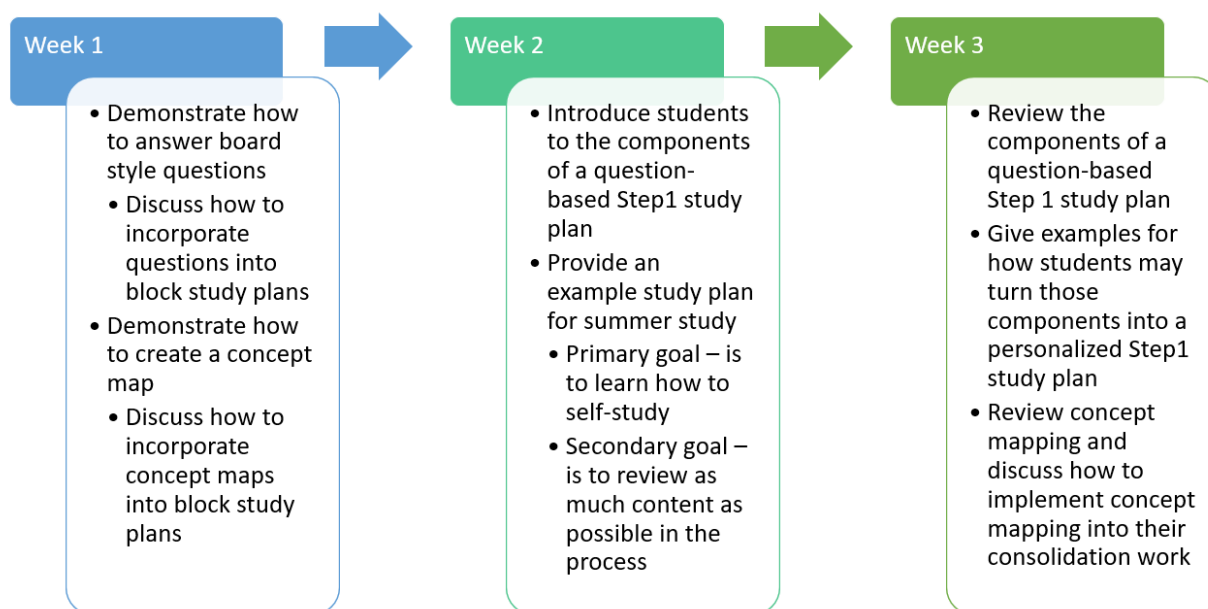 Week 1
• Demonstrate how
to answer board
style questions
• Discuss how to
incorporate
questions into
block study plans
• Demonstrate how
to create a concept
map
• Discuss how to
incorporate
concept maps
into block study
plans
Week 2
• Introduce students
to the components
of a question-
based Step1 study
plan
• Provide an
example study plan
for summer study
• Primary goal – is
to learn how to
self-study
• Secondary goal –
is to review as
much content as
possible in the
process
Week 3
• Review the
components of a
question-based
Step 1 study plan
• Give examples for
how students may
turn those
components into a
personalized Step1
study plan
• Review concept
mapping and
discuss how to
implement concept
mapping into their
consolidation work